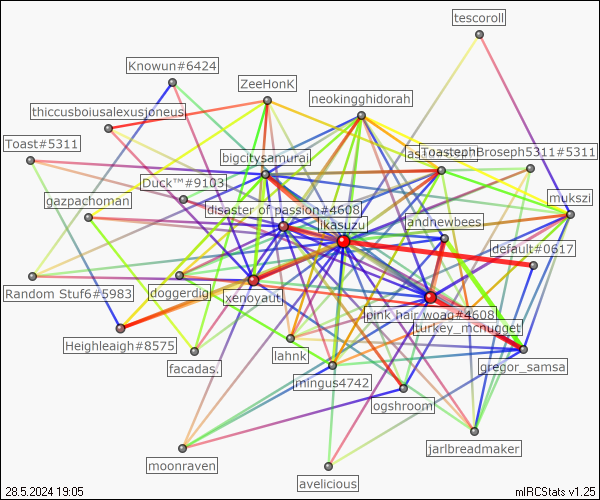 tescoroll
Knowun#6424
ZeeHonK
neokingghidorah
thiccusboiusalexusjoneus
Toast#5311
ToastephBroseph5311#5311
bigcitysamurai
Duck™#9103
gazpachoman
mukszi
disaster of passion#4608
ikasuzu
andnewbees
default#0617
Random Stuf6#5983
doggerdig
xenoyaut
pink hair woag#4608
turkey_mcnugget
Heighleaigh#8575
facadas.
lahnk
gregor_samsa
mingus4742
ogshroom
jarlbreadmaker
moonraven
avelicious
28.5.2024 19:05
mIRCStats v1.25